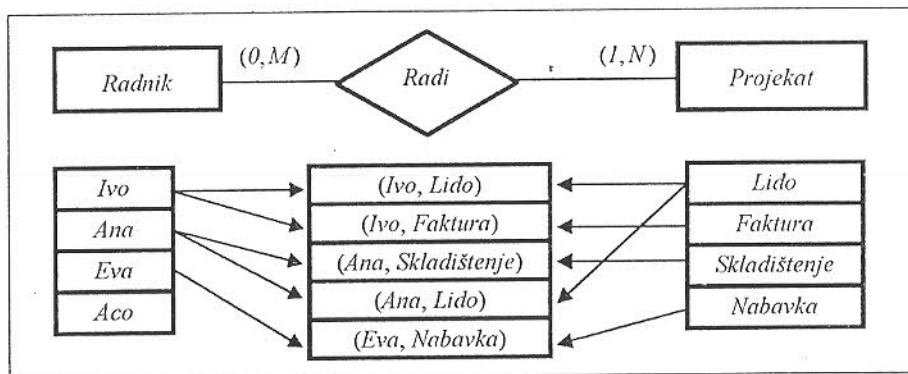 (0,M) (1,N)
Radnik Radi Projekat
Ivo (Ivo, Lido) Lido
Ana (Ivo, Faktura) Faktura
Eva (Ana, Skladištenje) Skladištenje
Aco (Ana, Lido) Nabavka
(Eva, Nabavka)